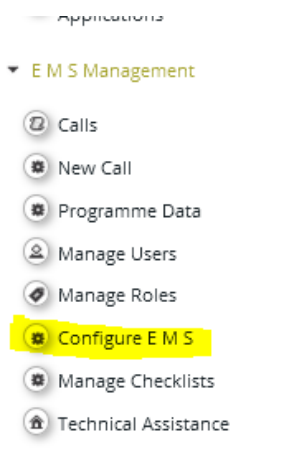 Applications
E M S Management
Calls
New Call
Programme Data
Manage Users
Manage Roles
Configure E M S
Manage Checklists
Technical Assistance